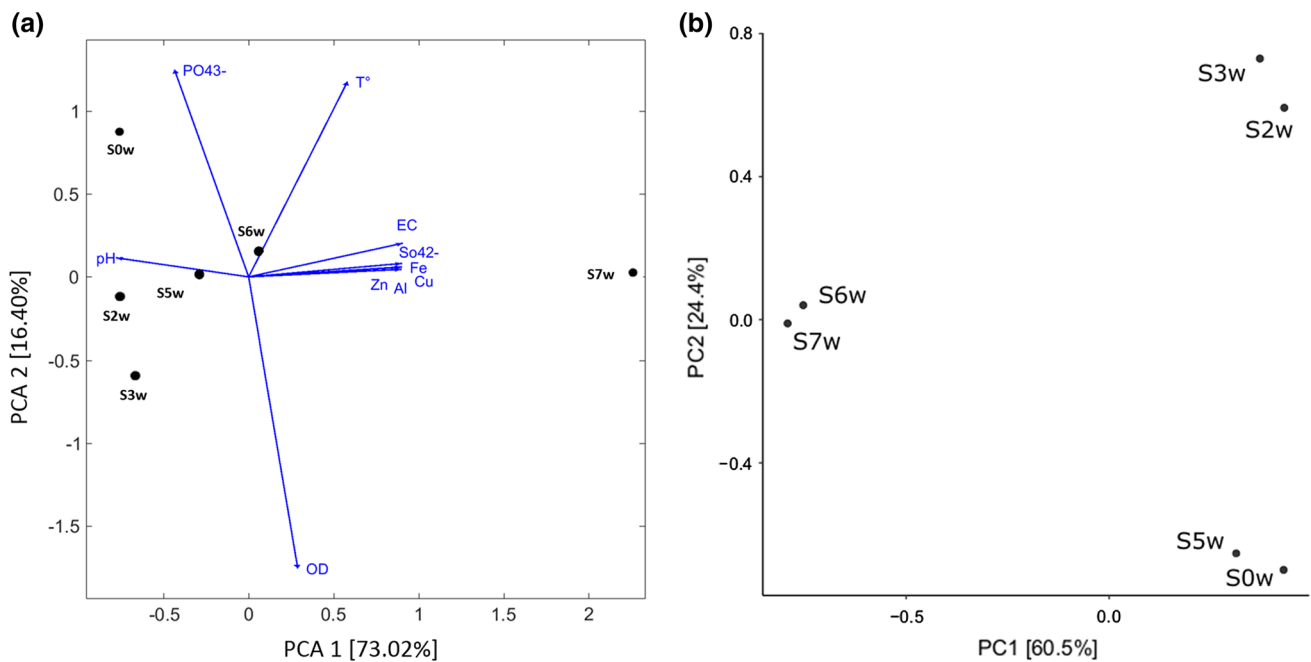 (a)
PO43-
T°
1
S0w
0.5
S6w
EC
So42-
pH
Fe
0
S7w
S5w
Zn Al Cu
S2w
-0.5
S3w
-1
-1.5
OD
-0.5 0 0.5 1 1.5 2
PCA 1 [73.02%]
PCA 2 [16.40%]
(b)
0.8
S3w
S2w
0.4
S6w
0.0
S7w
−0.4
S5w
S0w
−0.5 0.0
PC1 [60.5%]
PC2 [24.4%]